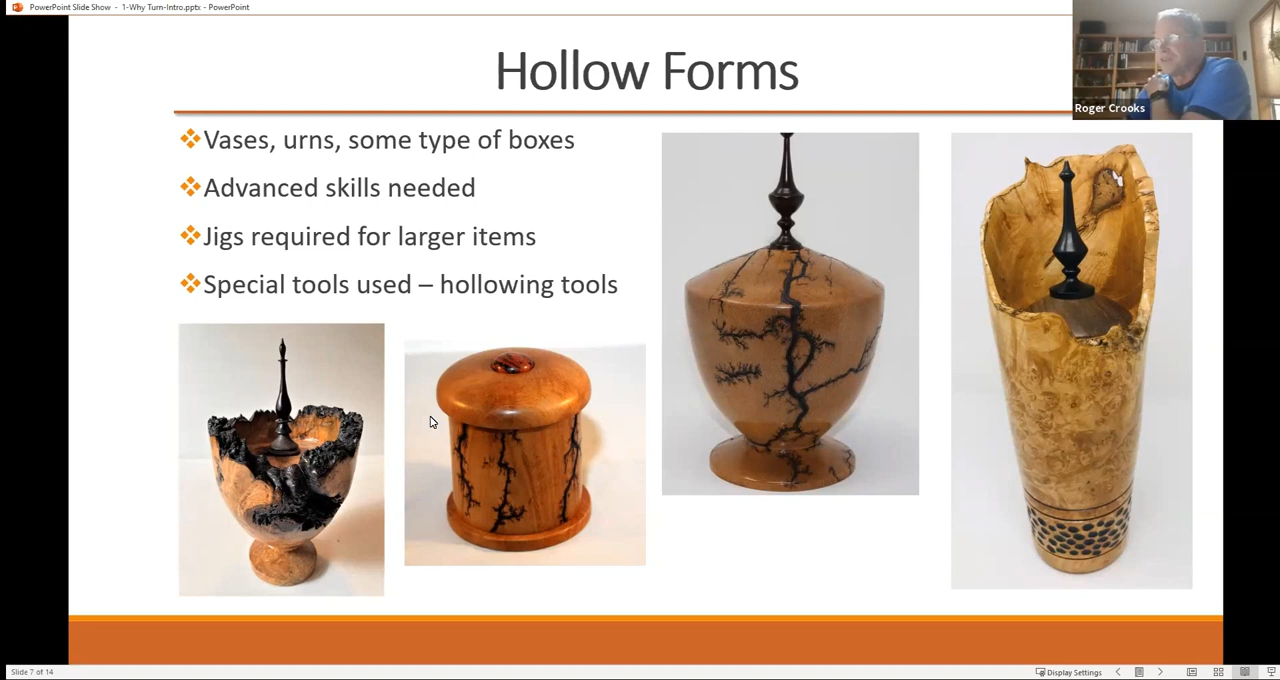 PowerPoint Slide Show - 1-Why Turn-Intro.pptx - PowerPoint
Hollow Forms
Roger Crooks
Vases, urns, some type of boxes
Advanced skills needed
Jigs required for larger items
Special tools used – hollowing tools
Slide 7 of 14
Display Settings